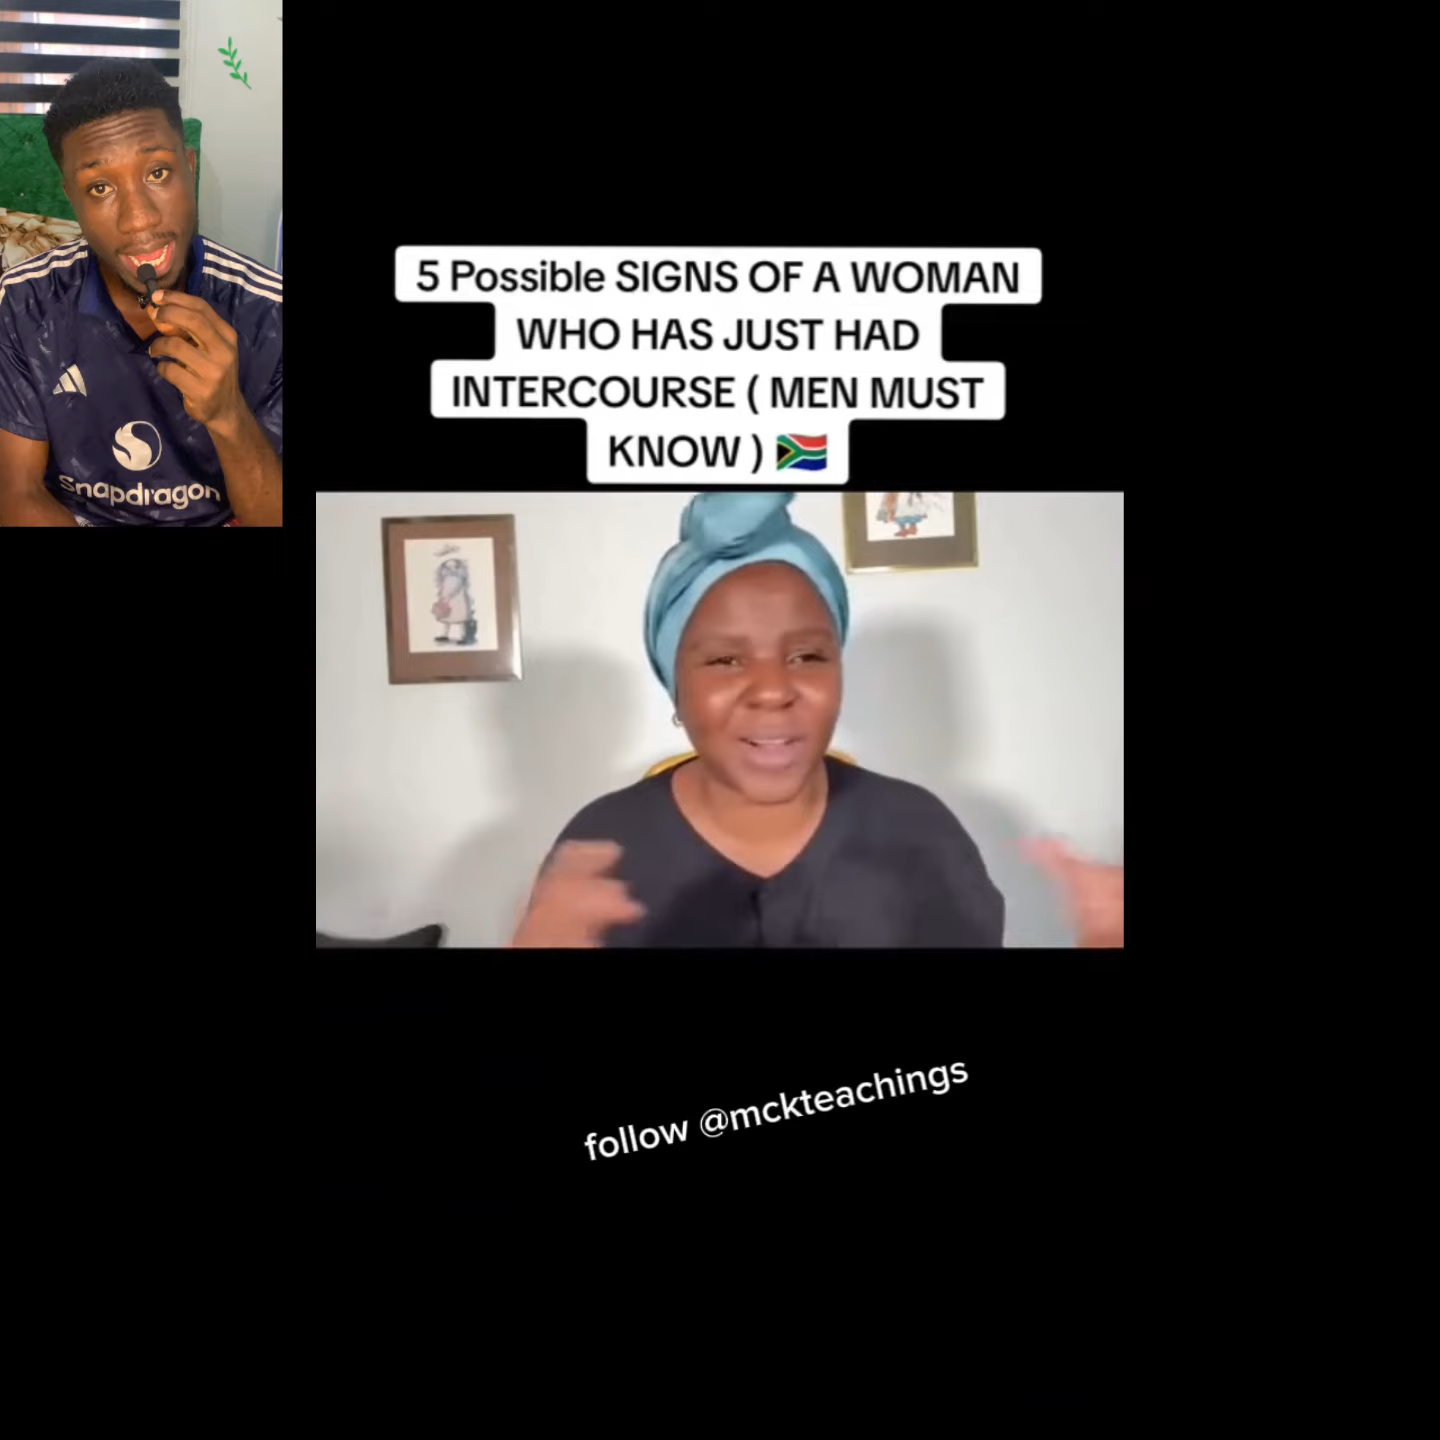 5 Possible SIGNS OF A WOMAN
WHO HAS JUST HAD
INTERCOURSE ( MEN MUST
KNOW ) 🇿🇦
Snapdragon
follow @mckteachings